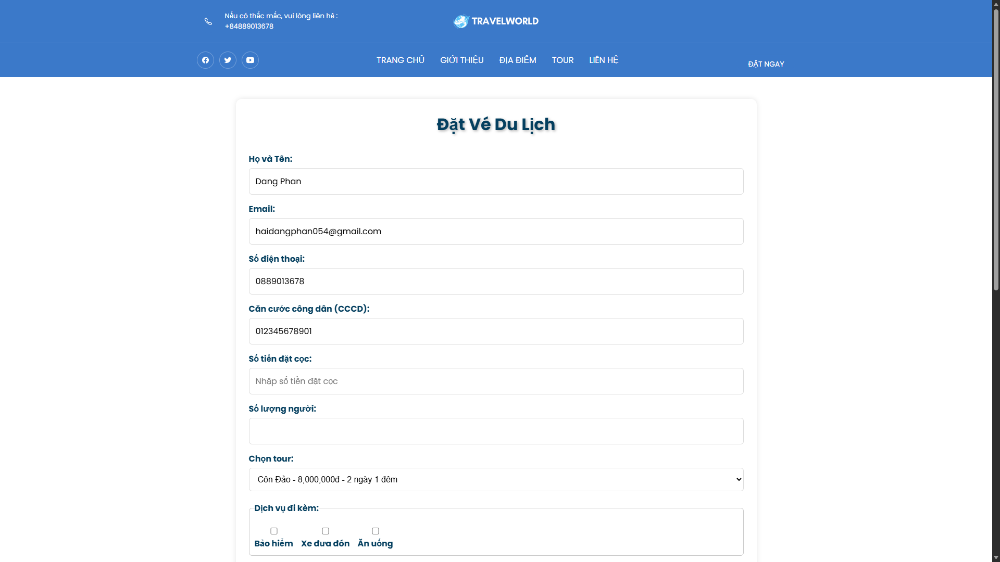 Nếu có thắc mắc, vui lòng liên hệ :
+84889013678
TRAVELWORLD
TRANG CHỦ GIỚI THIỆU ĐỊA ĐIỂM TOUR LIÊN HỆ
ĐẶT NGAY
Đặt Vé Du Lịch
Họ và Tên:
Dang Phan
Email:
haidangphan054@gmail.com
Số điện thoại:
0889013678
Căn cước công dân (CCCD):
012345678901
Số tiền đặt cọc:
Nhập số tiền đặt cọc
Số lượng người:
Chọn tour:
Côn Đảo - 8,000,000đ - 2 ngày 1 đêm
Dịch vụ đi kèm:
Bảo hiểm Xe đưa đón Ăn uống